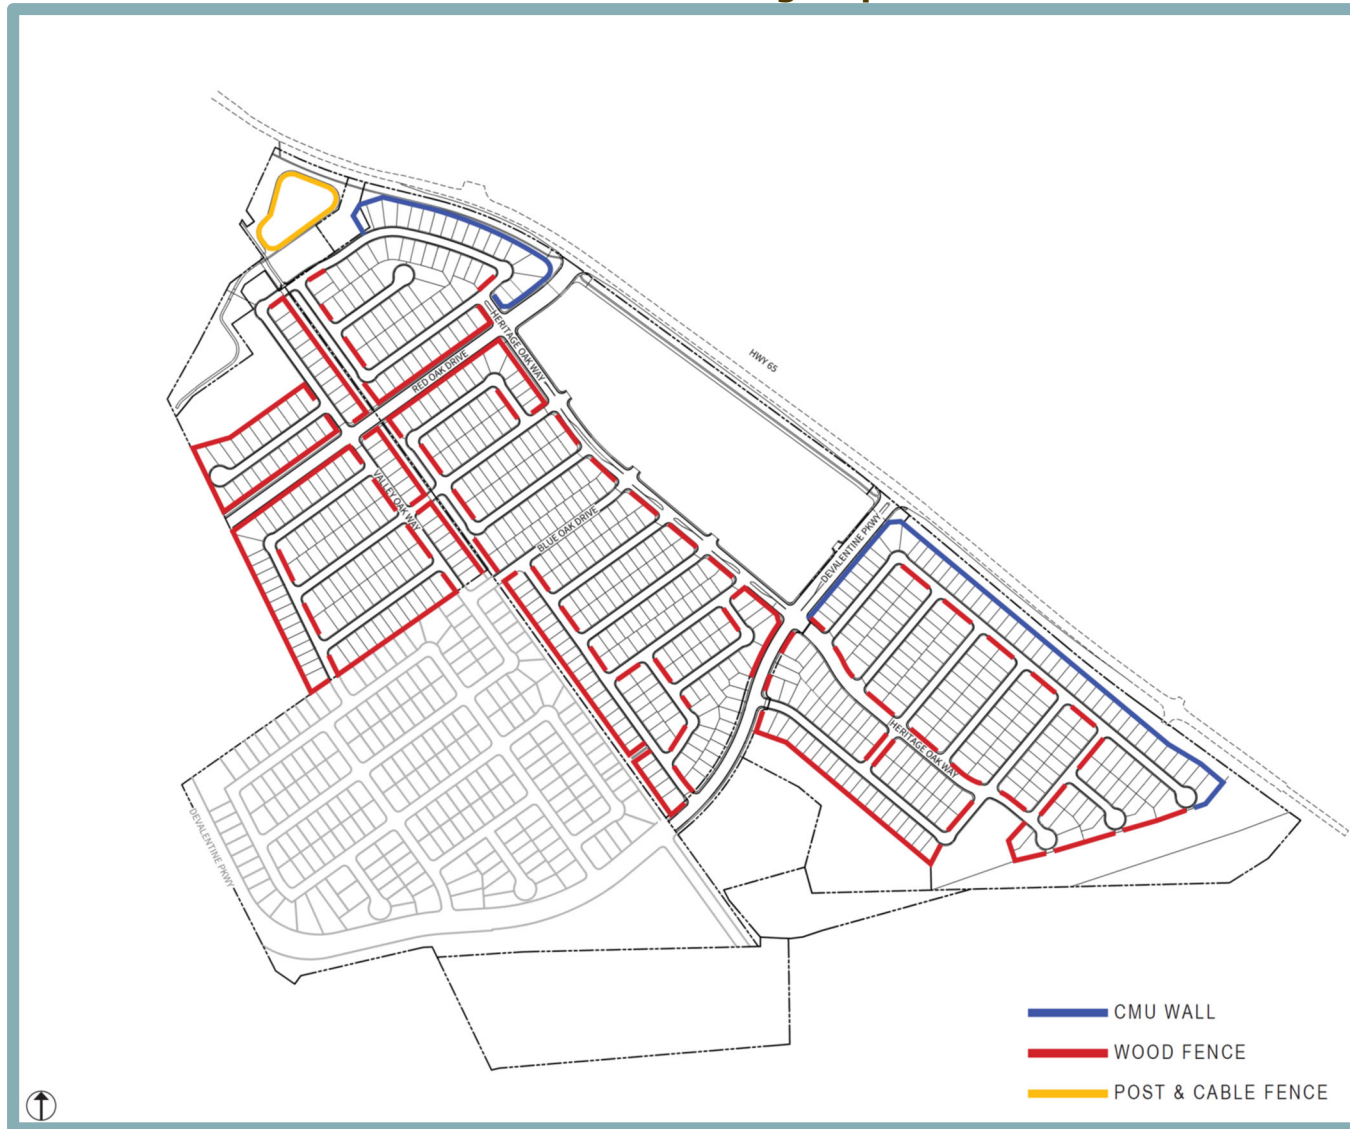 HWY 65
HERITAGE OAK WAY
RED OAK DRIVE
VALLEY OAK WAY
BLUE OAK DRIVE
DEVALENTINE PKWY
HERITAGE OAK WAY
DEVALENTINE PKWY
CMU WALL
WOOD FENCE
POST & CABLE FENCE